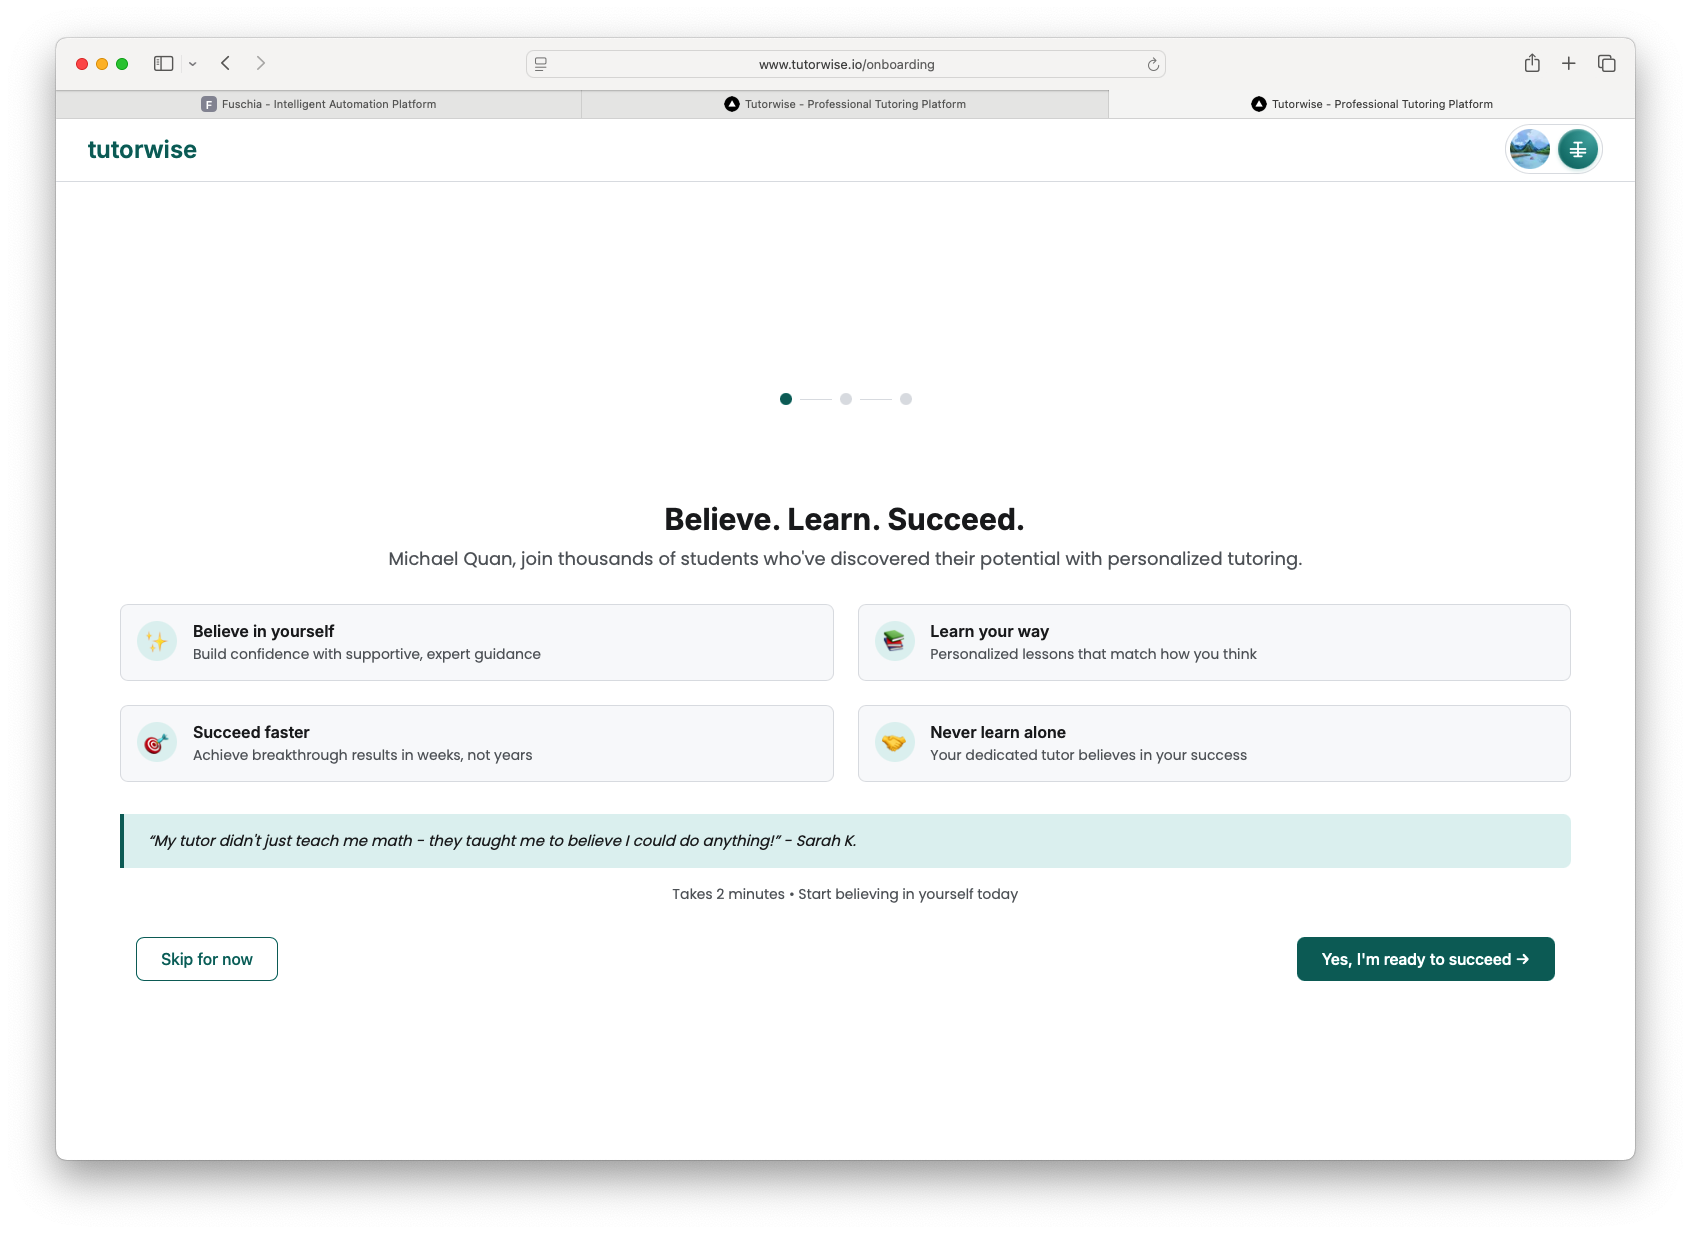 www.tutorwise.io/onboarding
F Fuschia - Intelligent Automation Platform
Tutorwise - Professional Tutoring Platform
Tutorwise - Professional Tutoring Platform
tutorwise
Believe. Learn. Succeed.
Michael Quan, join thousands of students who've discovered their potential with personalized tutoring.
Believe in yourself
Build confidence with supportive, expert guidance
Learn your way
Personalized lessons that match how you think
Succeed faster
Achieve breakthrough results in weeks, not years
Never learn alone
Your dedicated tutor believes in your success
“My tutor didn't just teach me math - they taught me to believe I could do anything!” - Sarah K.
Takes 2 minutes • Start believing in yourself today
Skip for now
Yes, I'm ready to succeed →